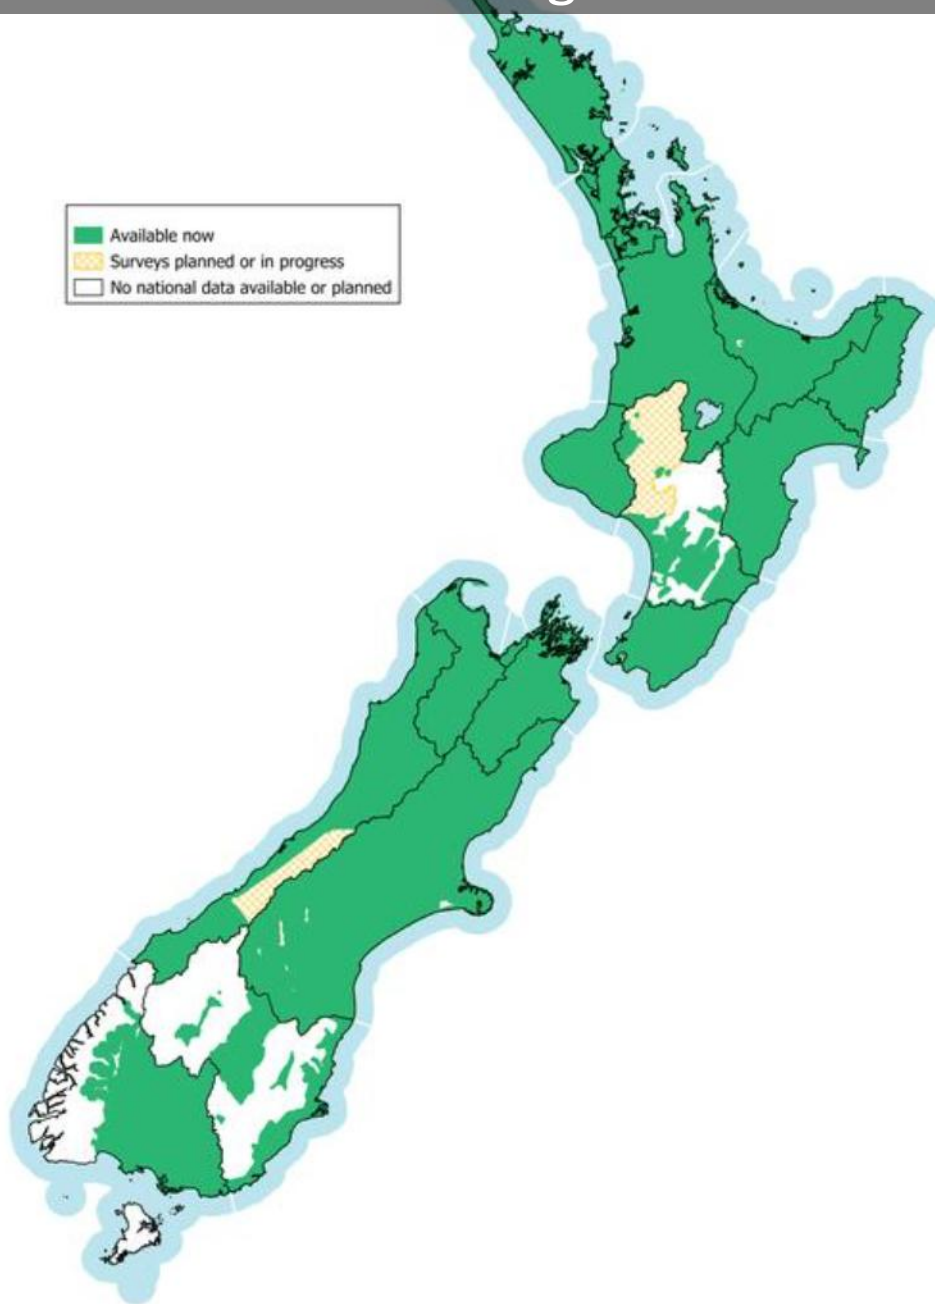 Available now
Surveys planned or in progress
No national data available or planned